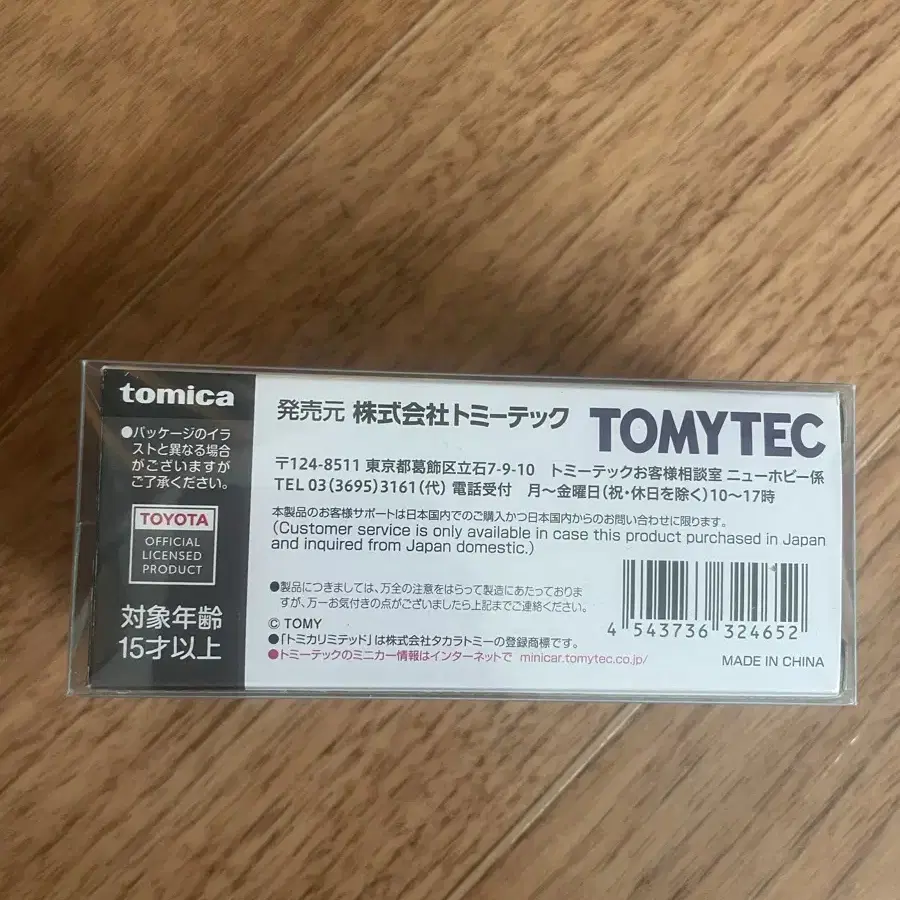 tomica
●パッケージのイラ
ストと異なる場合
がございますが
ご了承ください。
TOYOTA
OFFICIAL
LICENSED
PRODUCT
対象年齢
15才以上
発売元 株式会社トミーテック TOMYTEC
〒124-8511 東京都葛飾区立石7-9-10 トミーテックお客様相談室 ニューホビー係
TEL 03(3695)3161(代) 電話受付 月〜金曜日(祝・休日を除く)10〜17時
本製品のお客様サポートは日本国内でのご購入かつ日本国内からのお問い合わせに限ります。
(Customer service is only available in case this product purchased in Japan
and inquired from Japan domestic.)
●製品につきましては、万全の注意をはらって製造にあたっておりま
すが、万一お気付きの点がございましたら上記までご連絡ください。
© TOMY
●「トミカリミテッド」は株式会社タカラトミーの登録商標です。
●トミーテックのミニカー情報はインターネットで minicar.tomytec.co.jp/
4 543736 324652
MADE IN CHINA